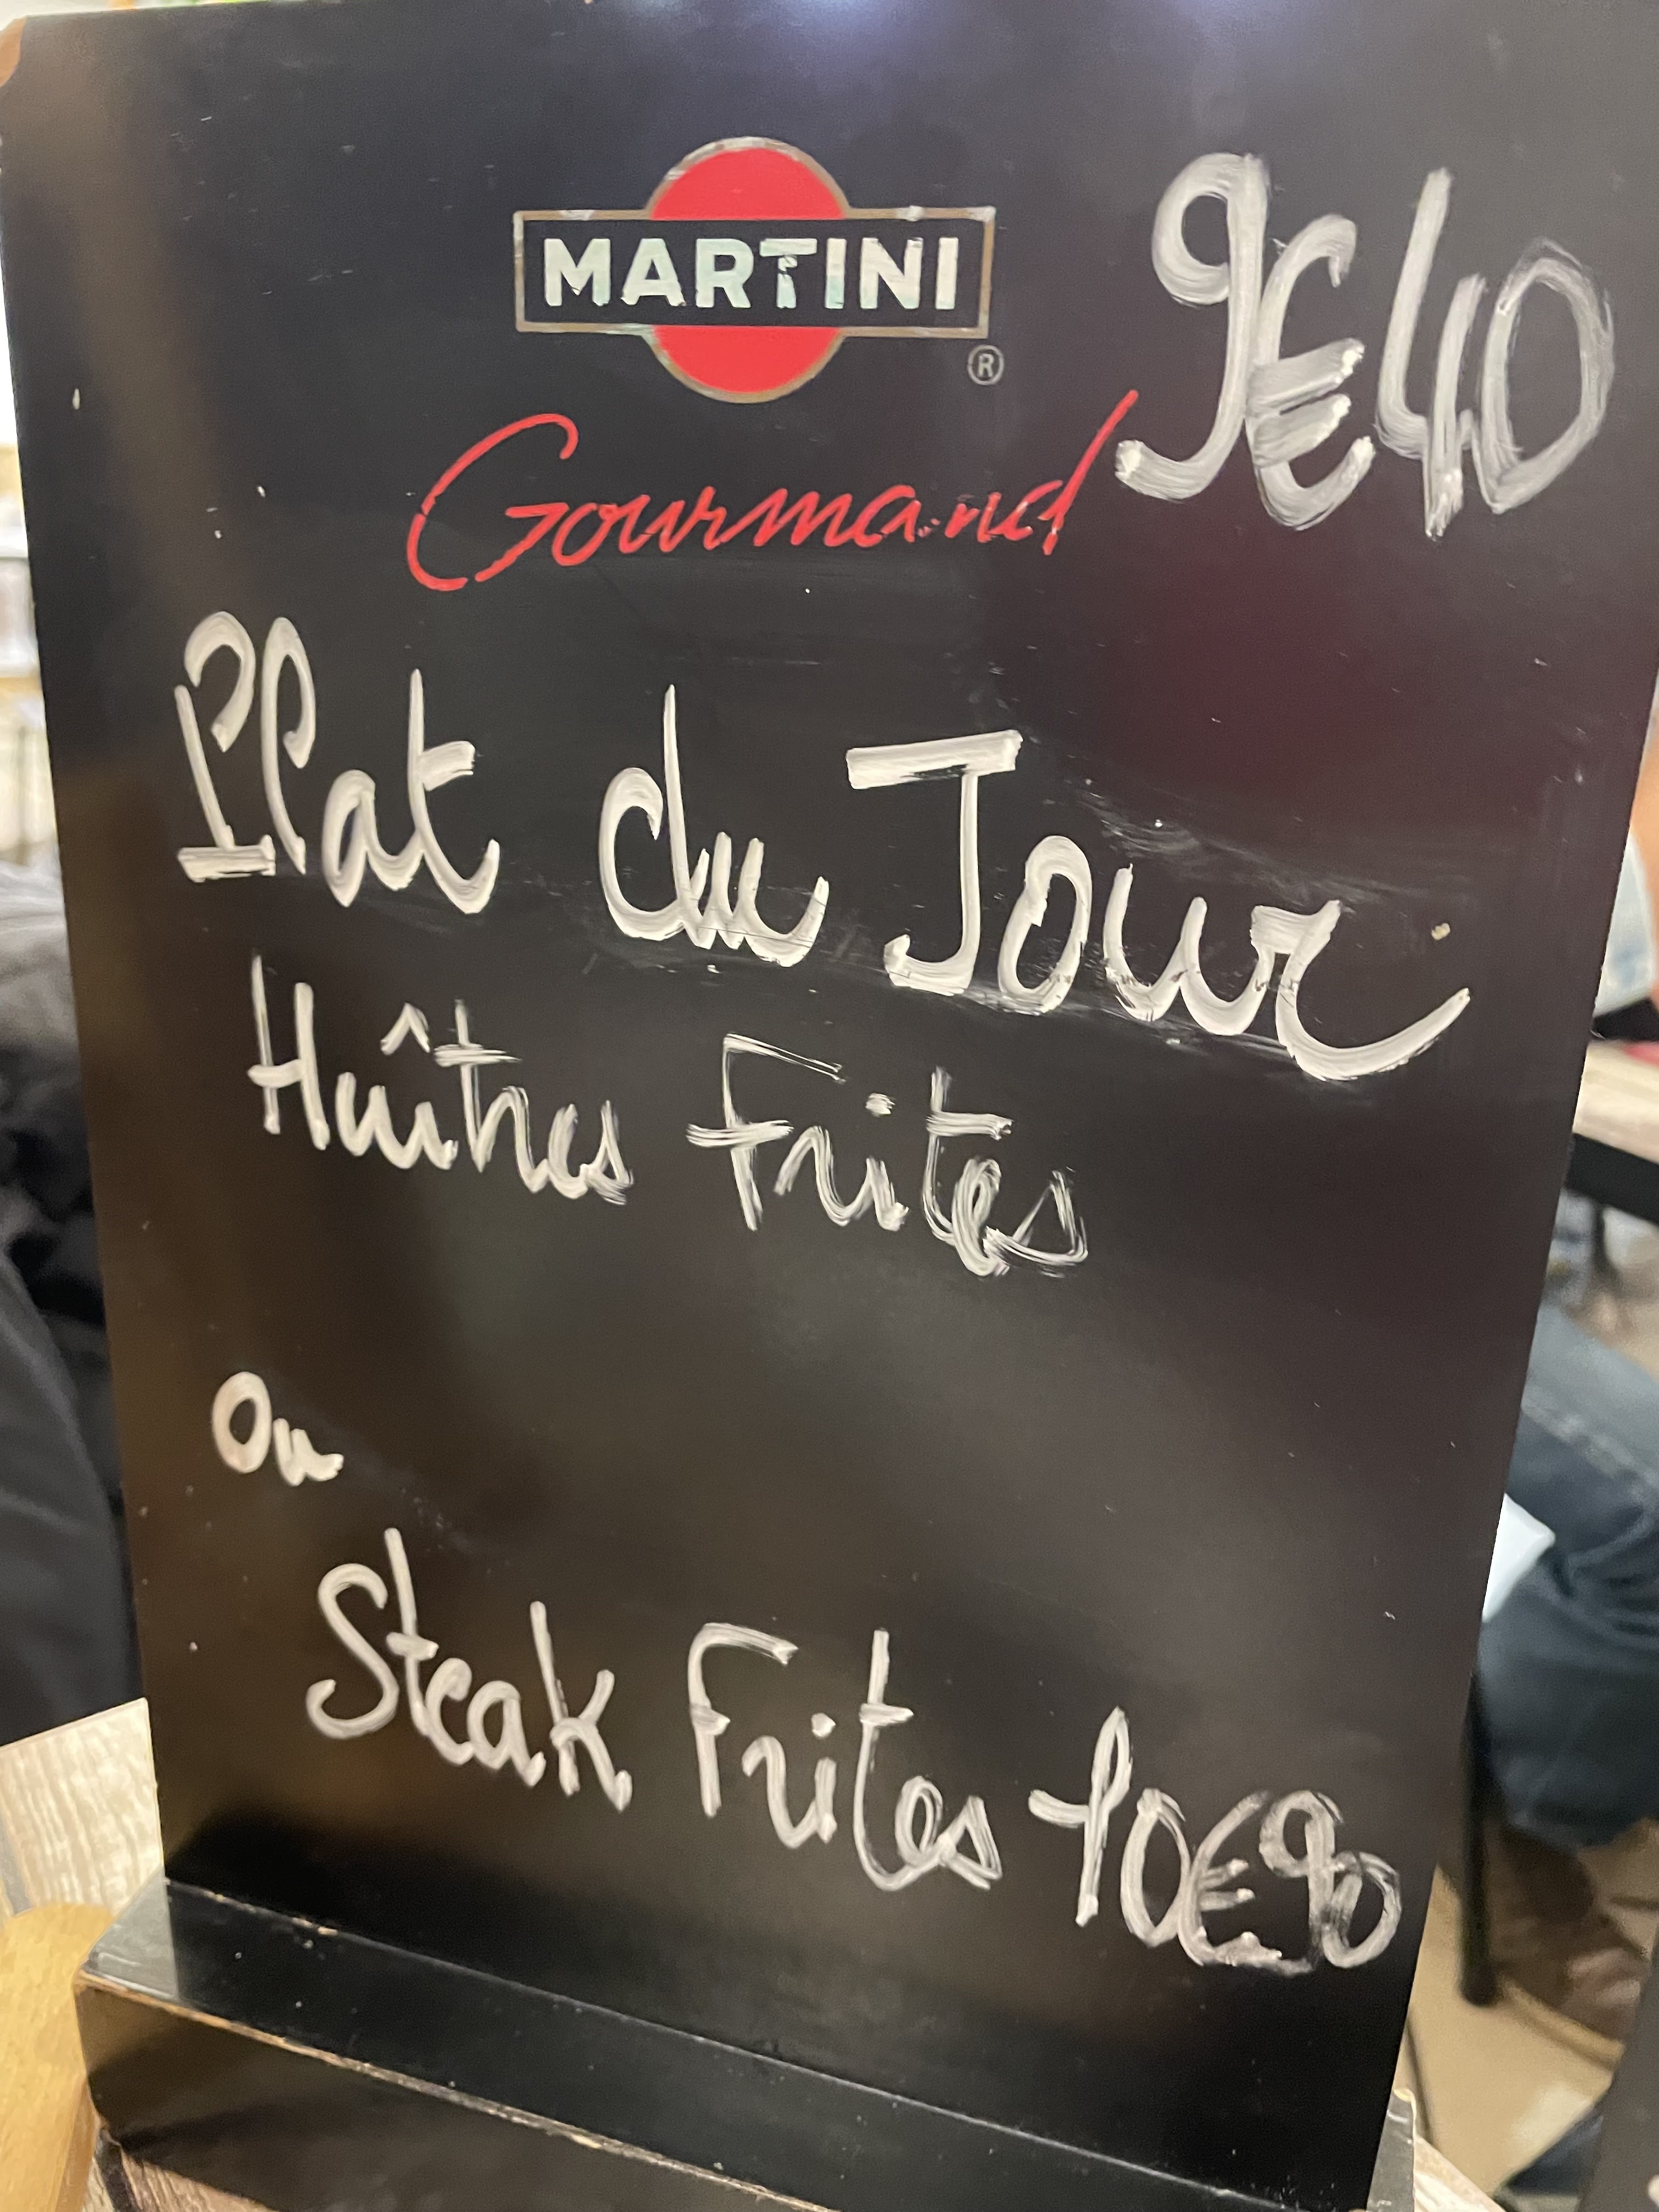 MARTINI
®
9€40
Gourmand
Plat du Jour
Huîtres Frites
Ou
Steak Frites 10€90